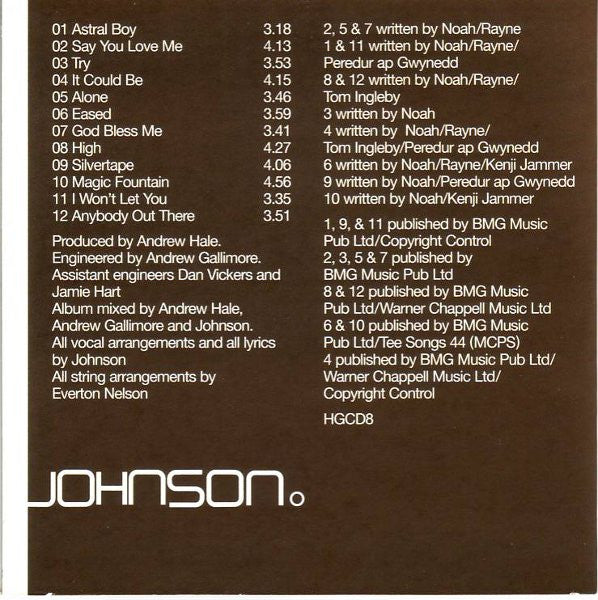 01 Astral Boy 3.18
02 Say You Love Me 4.13
03 Try 3.53
04 It Could Be 4.15
05 Alone 3.46
06 Eased 3.59
07 God Bless Me 3.41
08 High 4.27
09 Silvertape 4.06
10 Magic Fountain 4.56
11 I Won't Let You 3.35
12 Anybody Out There 3.51
Produced by Andrew Hale.
Engineered by Andrew Gallimore.
Assistant engineers Dan Vickers and
Jamie Hart
Album mixed by Andrew Hale,
Andrew Gallimore and Johnson.
All vocal arrangements and all lyrics
by Johnson
All string arrangements by
Everton Nelson
2, 5 & 7 written by Noah/Rayne
1 & 11 written by Noah/Rayne/
Peredur ap Gwynedd
8 & 12 written by Noah/Rayne/
Tom Ingleby
3 written by Noah
4 written by Noah/Rayne/
Tom Ingleby/Peredur ap Gwynedd
6 written by Noah/Rayne/Kenji Jammer
9 written by Noah/Peredur ap Gwynedd
10 written by Noah/Kenji Jammer
1, 9, & 11 published by BMG Music
Pub Ltd/Copyright Control
2, 3, 5 & 7 published by
BMG Music Pub Ltd
8 & 12 published by BMG Music
Pub Ltd/Warner Chappell Music Ltd
6 & 10 published by BMG Music
Pub Ltd/Tee Songs 44 (MCPS)
4 published by BMG Music Pub Ltd/
Warner Chappell Music Ltd/
Copyright Control
HGCD8
JOHNSON.